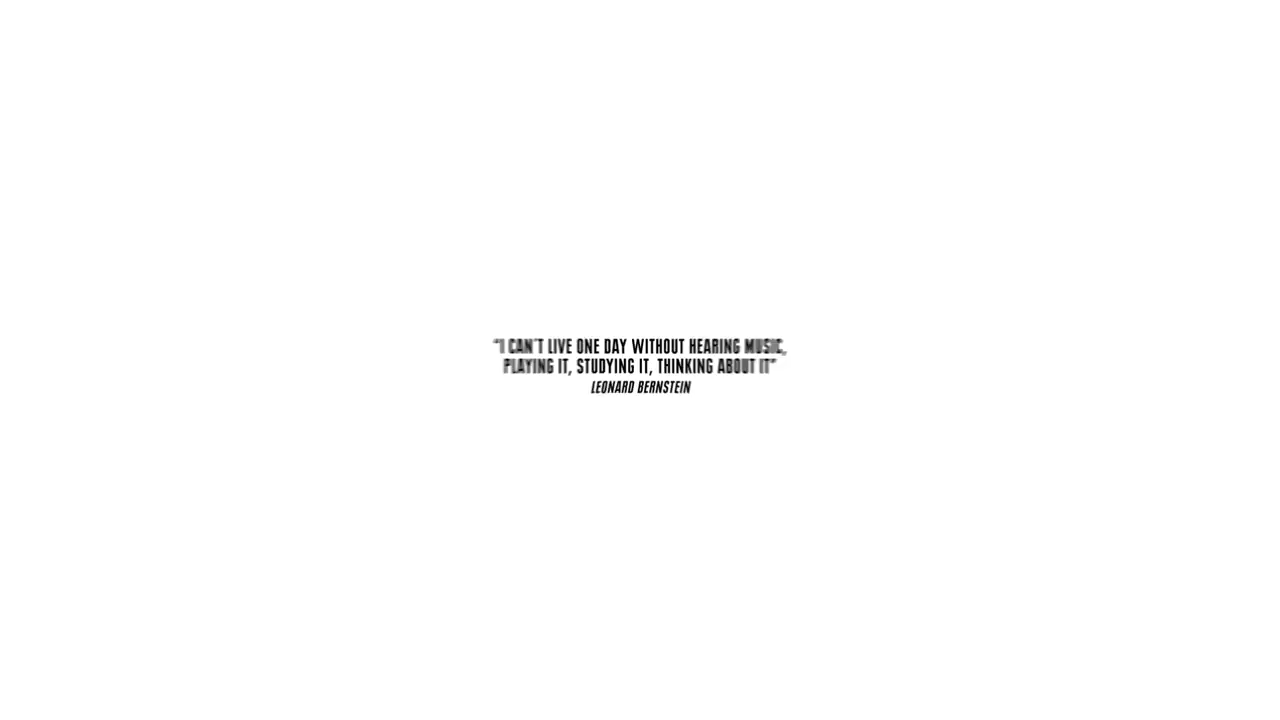 “I CAN'T LIVE ONE DAY WITHOUT HEARING MUSIC,
PLAYING IT, STUDYING IT, THINKING ABOUT IT”
LEONARD BERNSTEIN